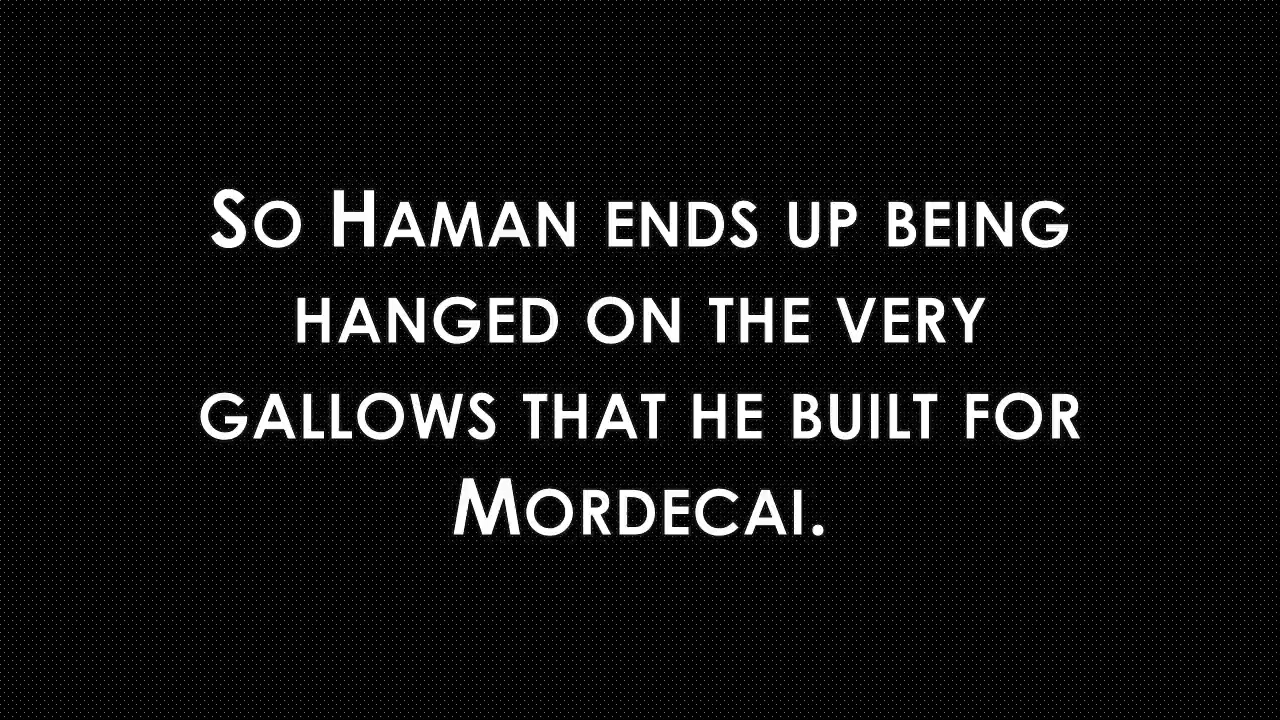 So Haman ends up being
hanged on the very
gallows that he built for
Mordecai.